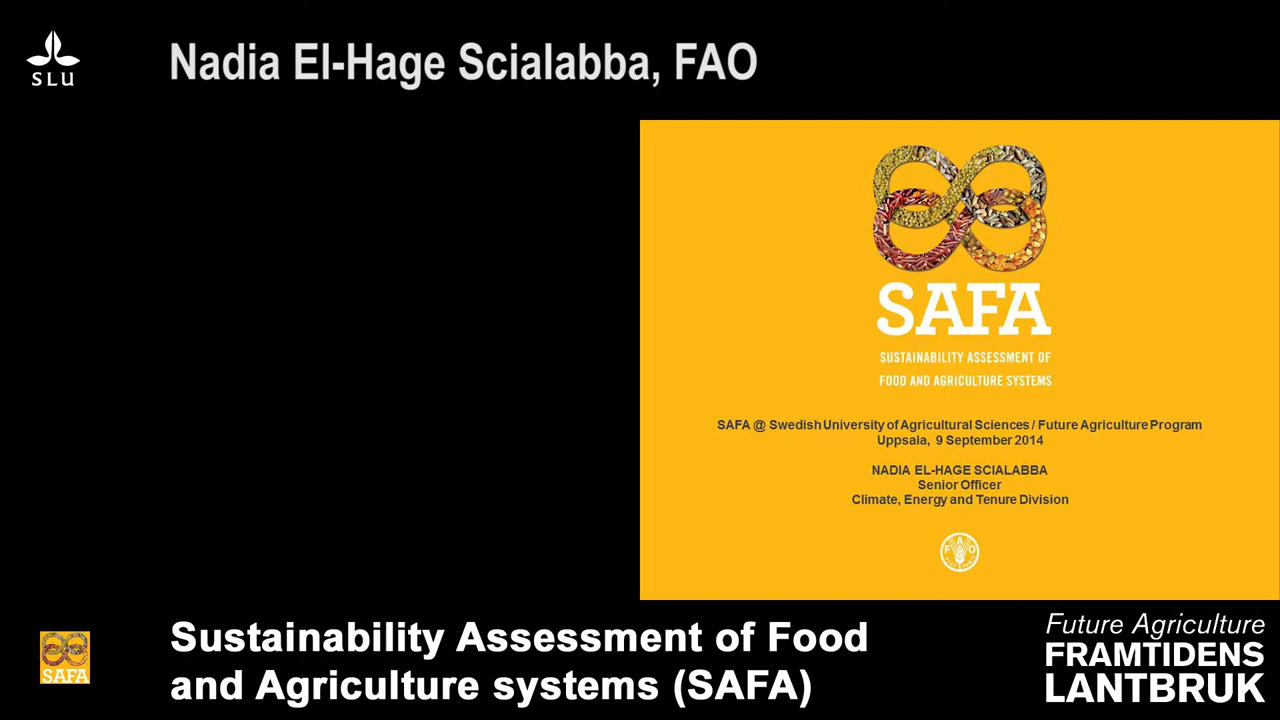 SLU
Nadia El-Hage Scialabba, FAO
SAFA
SUSTAINABILITY ASSESSMENT OF
FOOD AND AGRICULTURE SYSTEMS
SAFA @ Swedish University of Agricultural Sciences / Future Agriculture Program
Uppsala, 9 September 2014
NADIA EL-HAGE SCIALABBA
Senior Officer
Climate, Energy and Tenure Division
FAO
SAFA
Sustainability Assessment of Food
and Agriculture systems (SAFA)
Future Agriculture
FRAMTIDENS
LANTBRUK